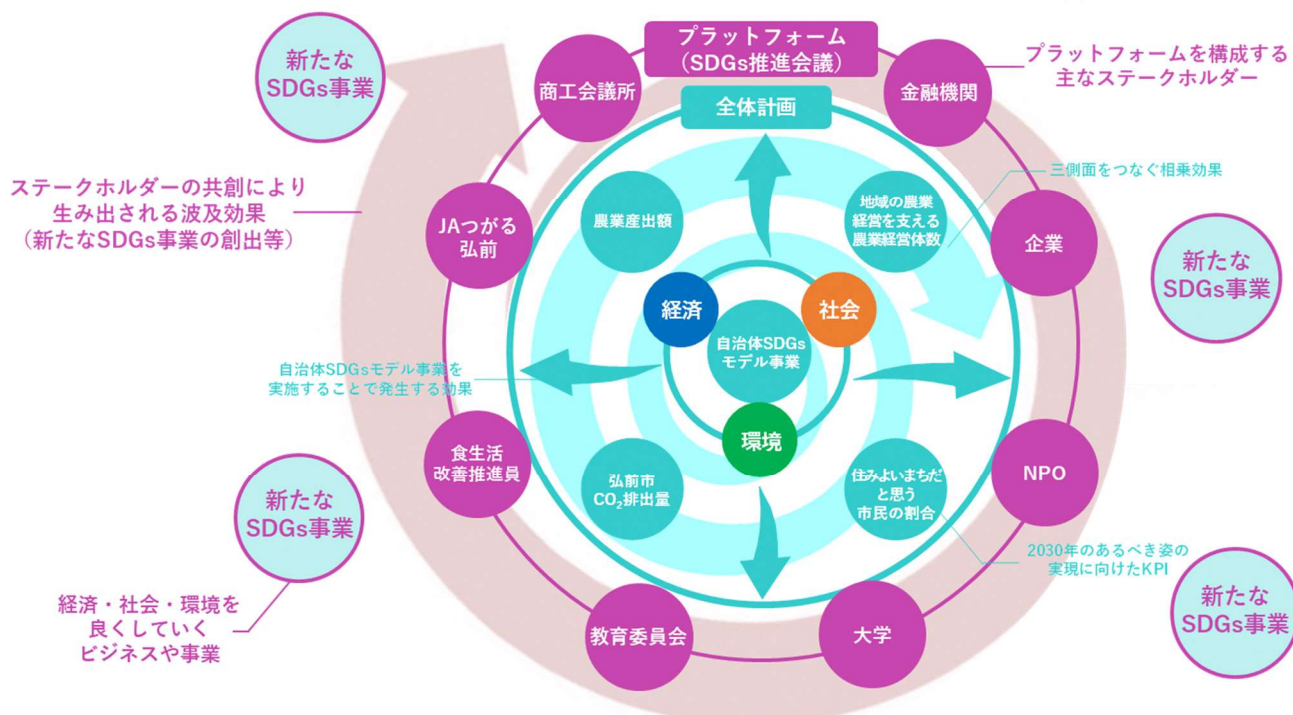 新たな
SDGs事業
プラットフォーム
（SDGs推進会議）
プラットフォームを構成する
主なステークホルダー
商工会議所
金融機関
全体計画
三側面をつなぐ相乗効果
ステークホルダーの共創により
生み出される波及効果
（新たなSDGs事業の創出等）
JAつがる
弘前
農業産出額
地域の農業
経営を支える
農業経営体数
企業
新たな
SDGs事業
経済
社会
自治体SDGs
モデル事業
自治体SDGsモデル事業を
実施することで発生する効果
環境
食生活
改善推進員
弘前市
CO₂排出量
住みよいまちだ
と思う
市民の割合
NPO
新たな
SDGs事業
2030年のあるべき姿の
実現に向けたKPI
経済・社会・環境を
良くしていく
ビジネスや事業
教育委員会
大学
新たな
SDGs事業